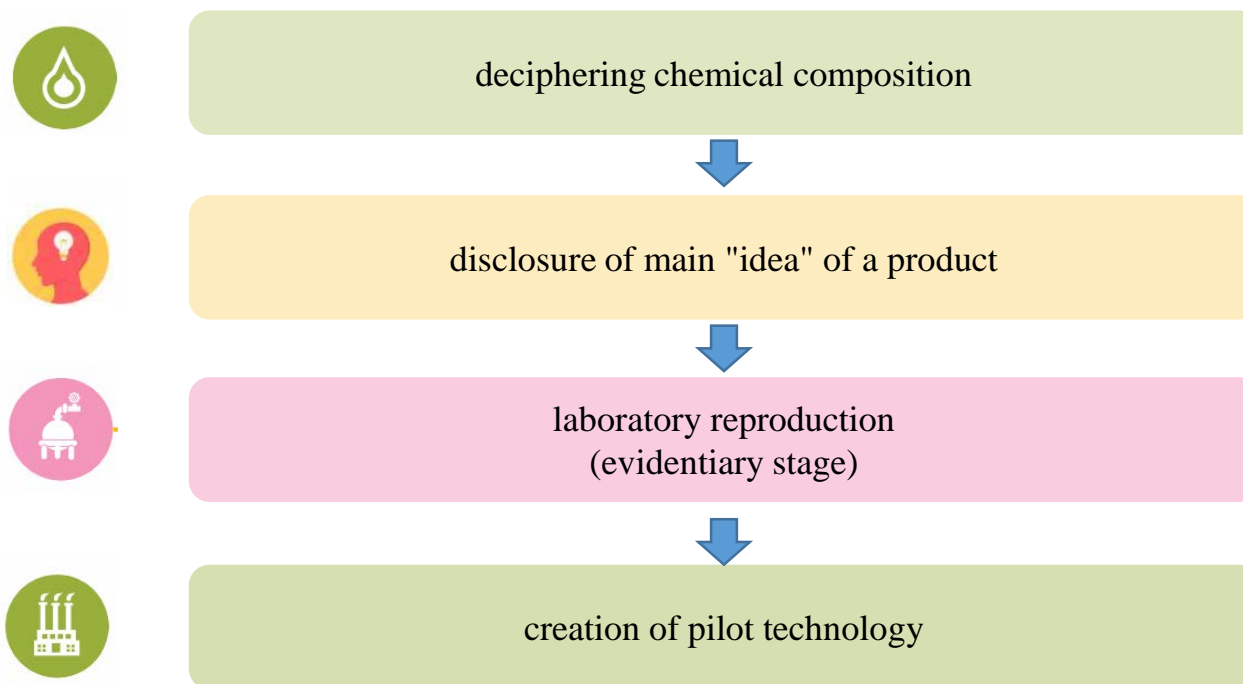 deciphering chemical composition
disclosure of main "idea" of a product
laboratory reproduction
(evidentiary stage)
creation of pilot technology